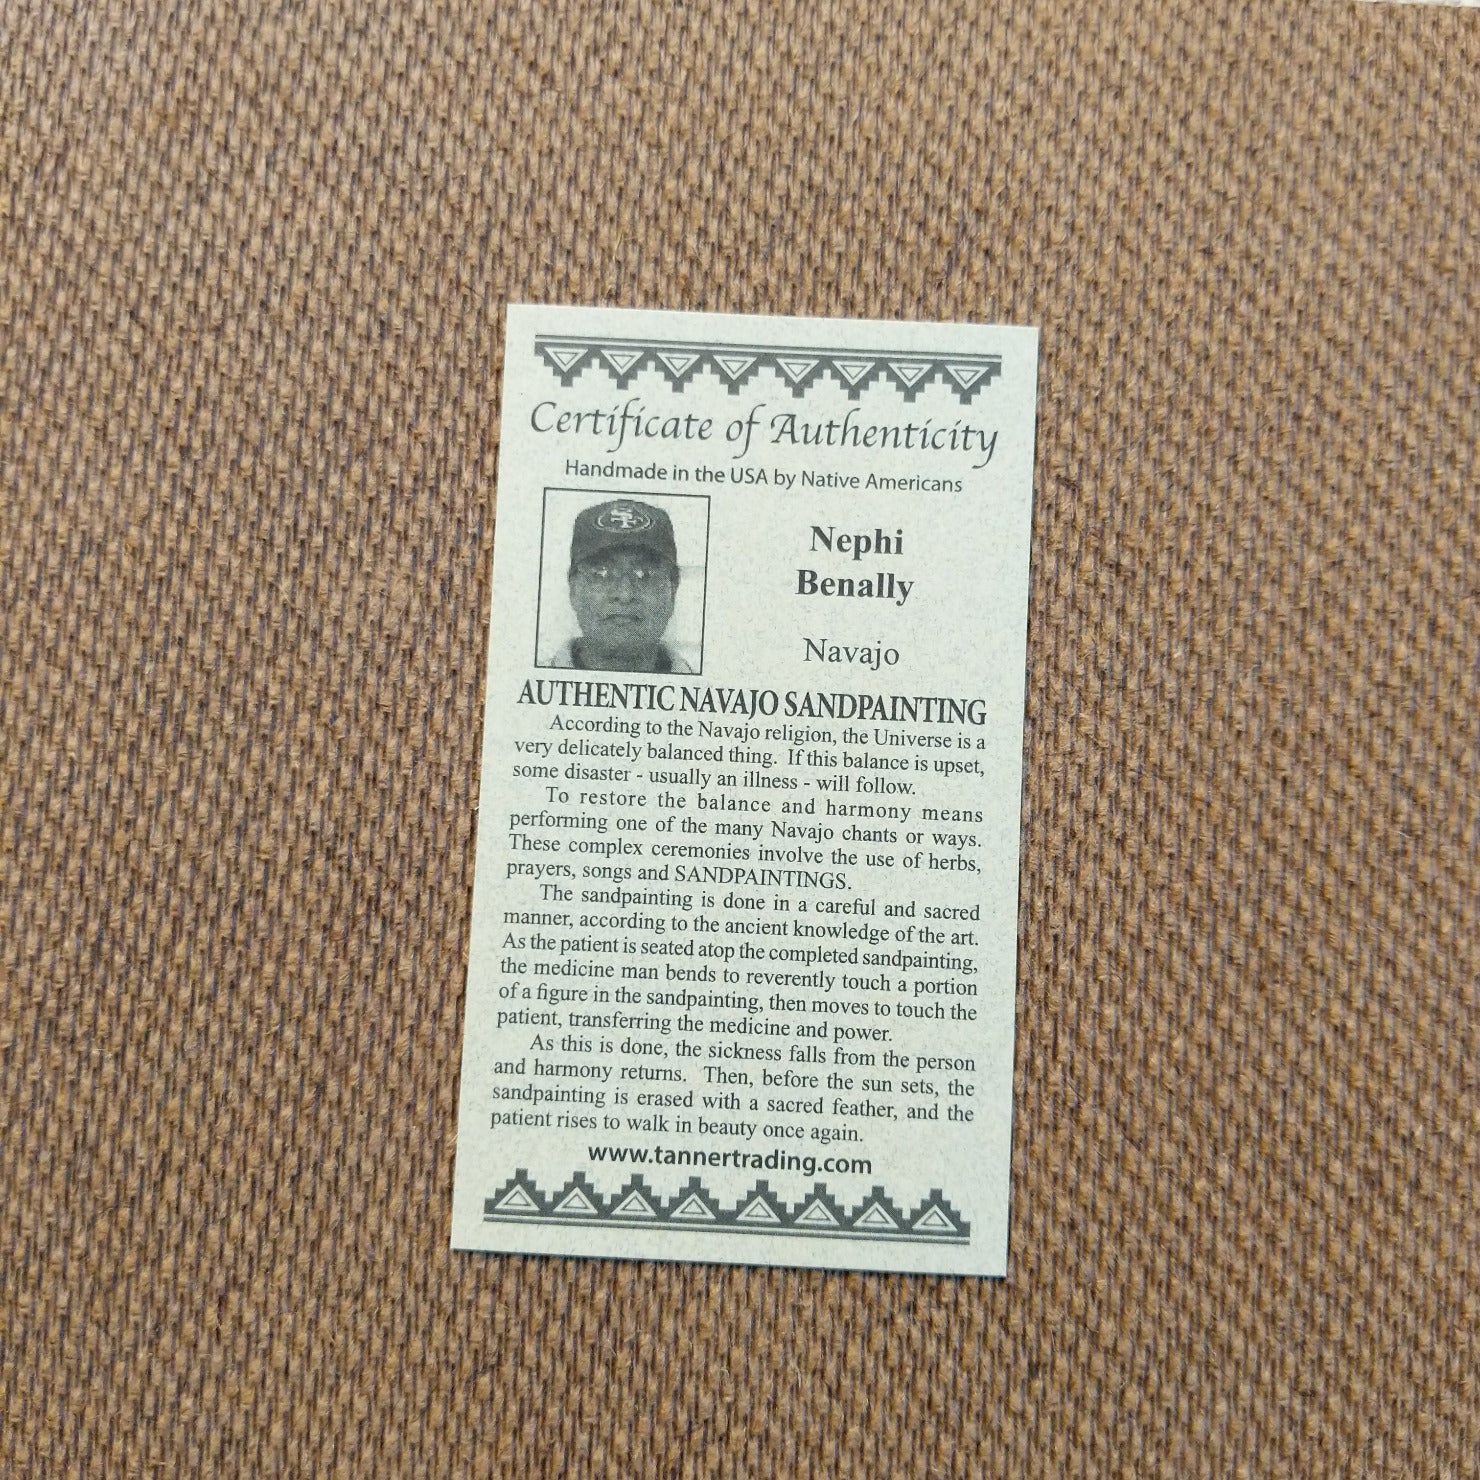 Certificate of Authenticity
Handmade in the USA by Native Americans
SF
Nephi
Benally
Navajo
AUTHENTIC NAVAJO SANDPAINTING
According to the Navajo religion, the Universe is a
very delicately balanced thing. If this balance is upset,
some disaster - usually an illness - will follow.
To restore the balance and harmony means
performing one of the many Navajo chants or ways.
These complex ceremonies involve the use of herbs,
prayers, songs and SANDPAINTINGS.
The sandpainting is done in a careful and sacred
manner, according to the ancient knowledge of the art.
As the patient is seated atop the completed sandpainting,
the medicine man bends to reverently touch a portion
of a figure in the sandpainting, then moves to touch the
patient, transferring the medicine and power.
As this is done, the sickness falls from the person
and harmony returns. Then, before the sun sets, the
sandpainting is erased with a sacred feather, and the
patient rises to walk in beauty once again.
www.tannertrading.com